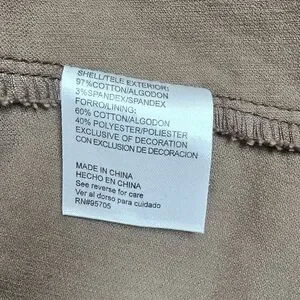 SHELL/TELE EXTERIOR:
97%COTTON/ALGODON
3%SPANDEX/SPANDEX
FORRO/LINING:
60% COTTON/ALGODON
40% POLYESTER/POLIESTER
EXCLUSIVE OF DECORATION
CON EXCLUSION DE DECORACION
MADE IN CHINA
HECHO EN CHINA
See reverse for care
Ver al dorso para cuidado
RN#95705